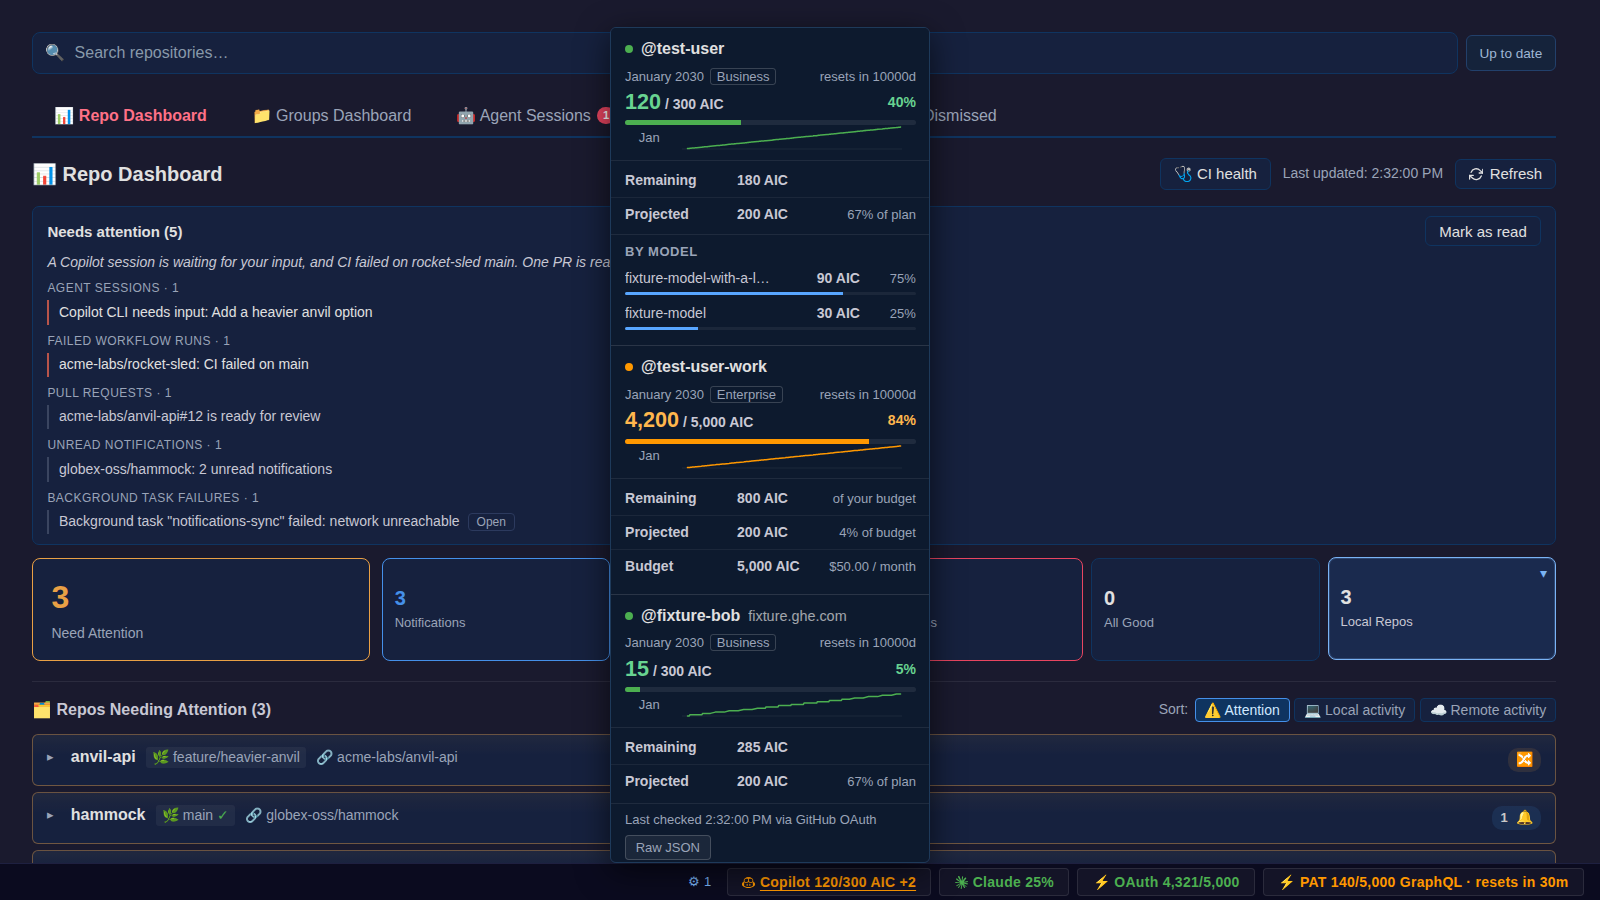 Search repositories…
Up to date
Repo Dashboard
Groups Dashboard
Agent Sessions 1
Dismissed
Repo Dashboard
CI health
Last updated: 2:32:00 PM
Refresh
Needs attention (5)
Mark as read
A Copilot session is waiting for your input, and CI failed on rocket-sled main. One PR is rea
AGENT SESSIONS · 1
Copilot CLI needs input: Add a heavier anvil option
FAILED WORKFLOW RUNS · 1
acme-labs/rocket-sled: CI failed on main
PULL REQUESTS · 1
acme-labs/anvil-api#12 is ready for review
UNREAD NOTIFICATIONS · 1
globex-oss/hammock: 2 unread notifications
BACKGROUND TASK FAILURES · 1
Background task "notifications-sync" failed: network unreachable Open
3
Need Attention
3
Notifications
s
0
All Good
3
Local Repos
Repos Needing Attention (3)
Sort: Attention Local activity Remote activity
anvil-api feature/heavier-anvil acme-labs/anvil-api
hammock main ✓ globex-oss/hammock
1
@test-user
January 2030 Business resets in 10000d
120 / 300 AIC 40%
Jan
Remaining 180 AIC
Projected 200 AIC 67% of plan
BY MODEL
fixture-model-with-a-l… 90 AIC 75%
fixture-model 30 AIC 25%
@test-user-work
January 2030 Enterprise resets in 10000d
4,200 / 5,000 AIC 84%
Jan
Remaining 800 AIC of your budget
Projected 200 AIC 4% of budget
Budget 5,000 AIC $50.00 / month
@fixture-bob fixture.ghe.com
January 2030 Business resets in 10000d
15 / 300 AIC 5%
Jan
Remaining 285 AIC
Projected 200 AIC 67% of plan
Last checked 2:32:00 PM via GitHub OAuth
Raw JSON
1
Copilot 120/300 AIC +2
Claude 25%
OAuth 4,321/5,000
PAT 140/5,000 GraphQL · resets in 30m